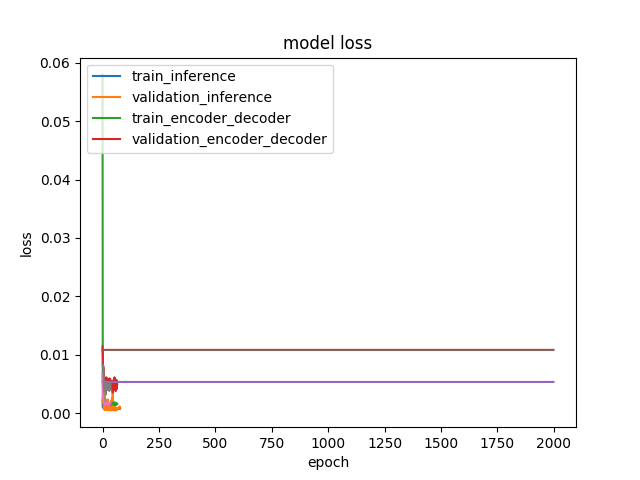 model loss
train_inference
validation_inference
train_encoder_decoder
validation_encoder_decoder
0.06
0.05
0.04
0.03
0.02
0.01
0.00
loss
0 250 500 750 1000 1250 1500 1750 2000
epoch